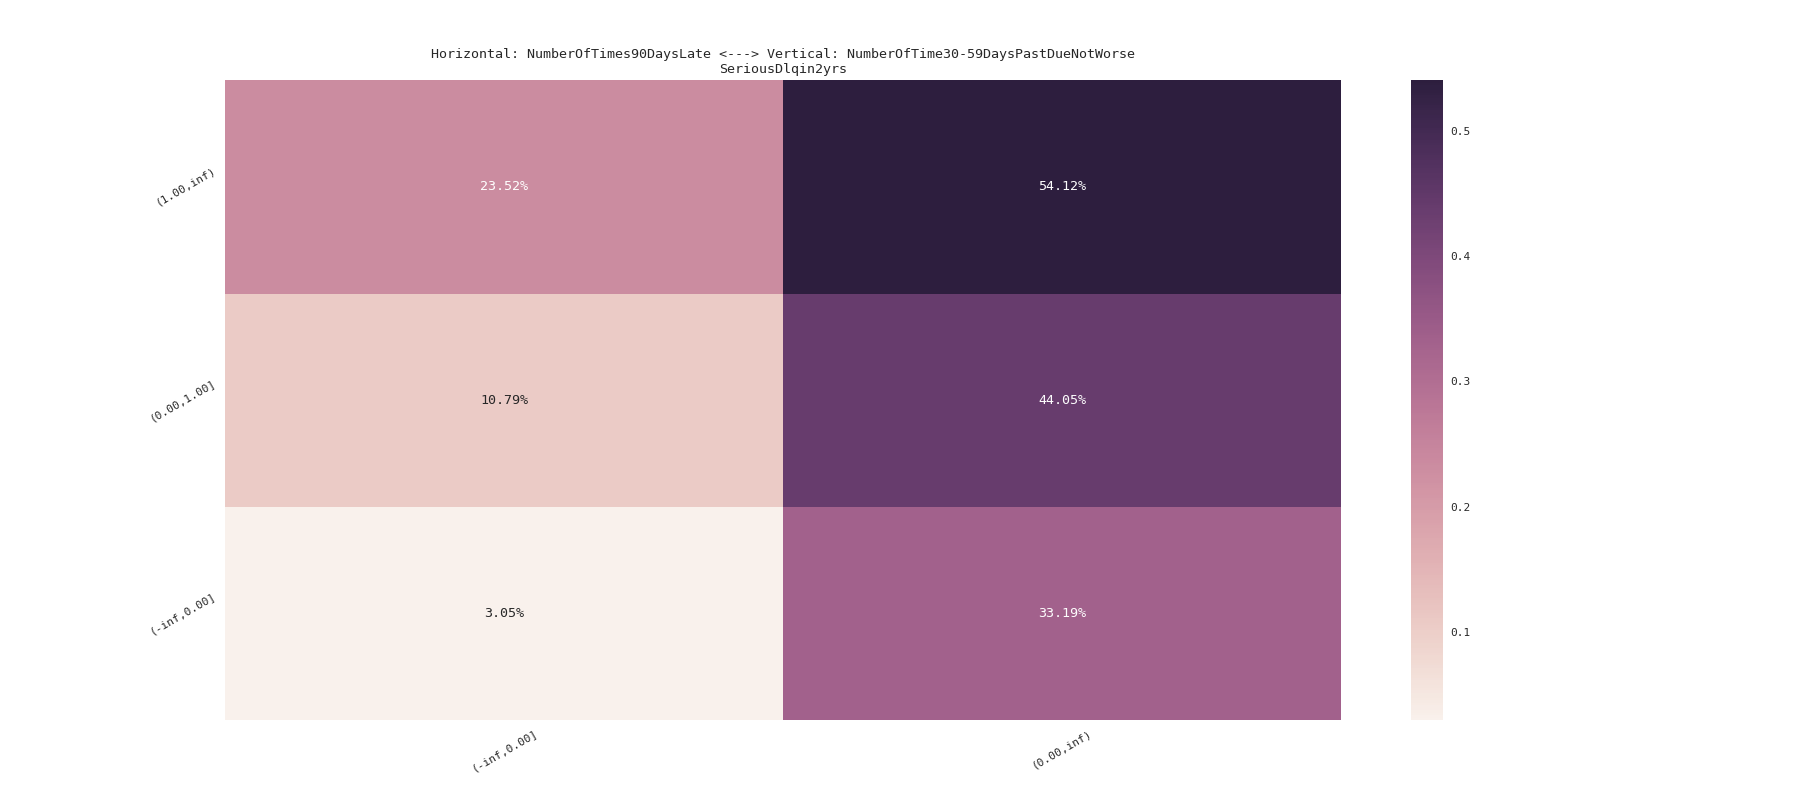 Horizontal: NumberOfTimes90DaysLate <---> Vertical: NumberOfTime30-59DaysPastDueNotWorse
SeriousDlqin2yrs
(1.00,inf)
23.52%
54.12%
(0.00,1.00]
10.79%
44.05%
(-inf,0.00]
3.05%
33.19%
(-inf,0.00]
(0.00,inf)
0.5
0.4
0.3
0.2
0.1